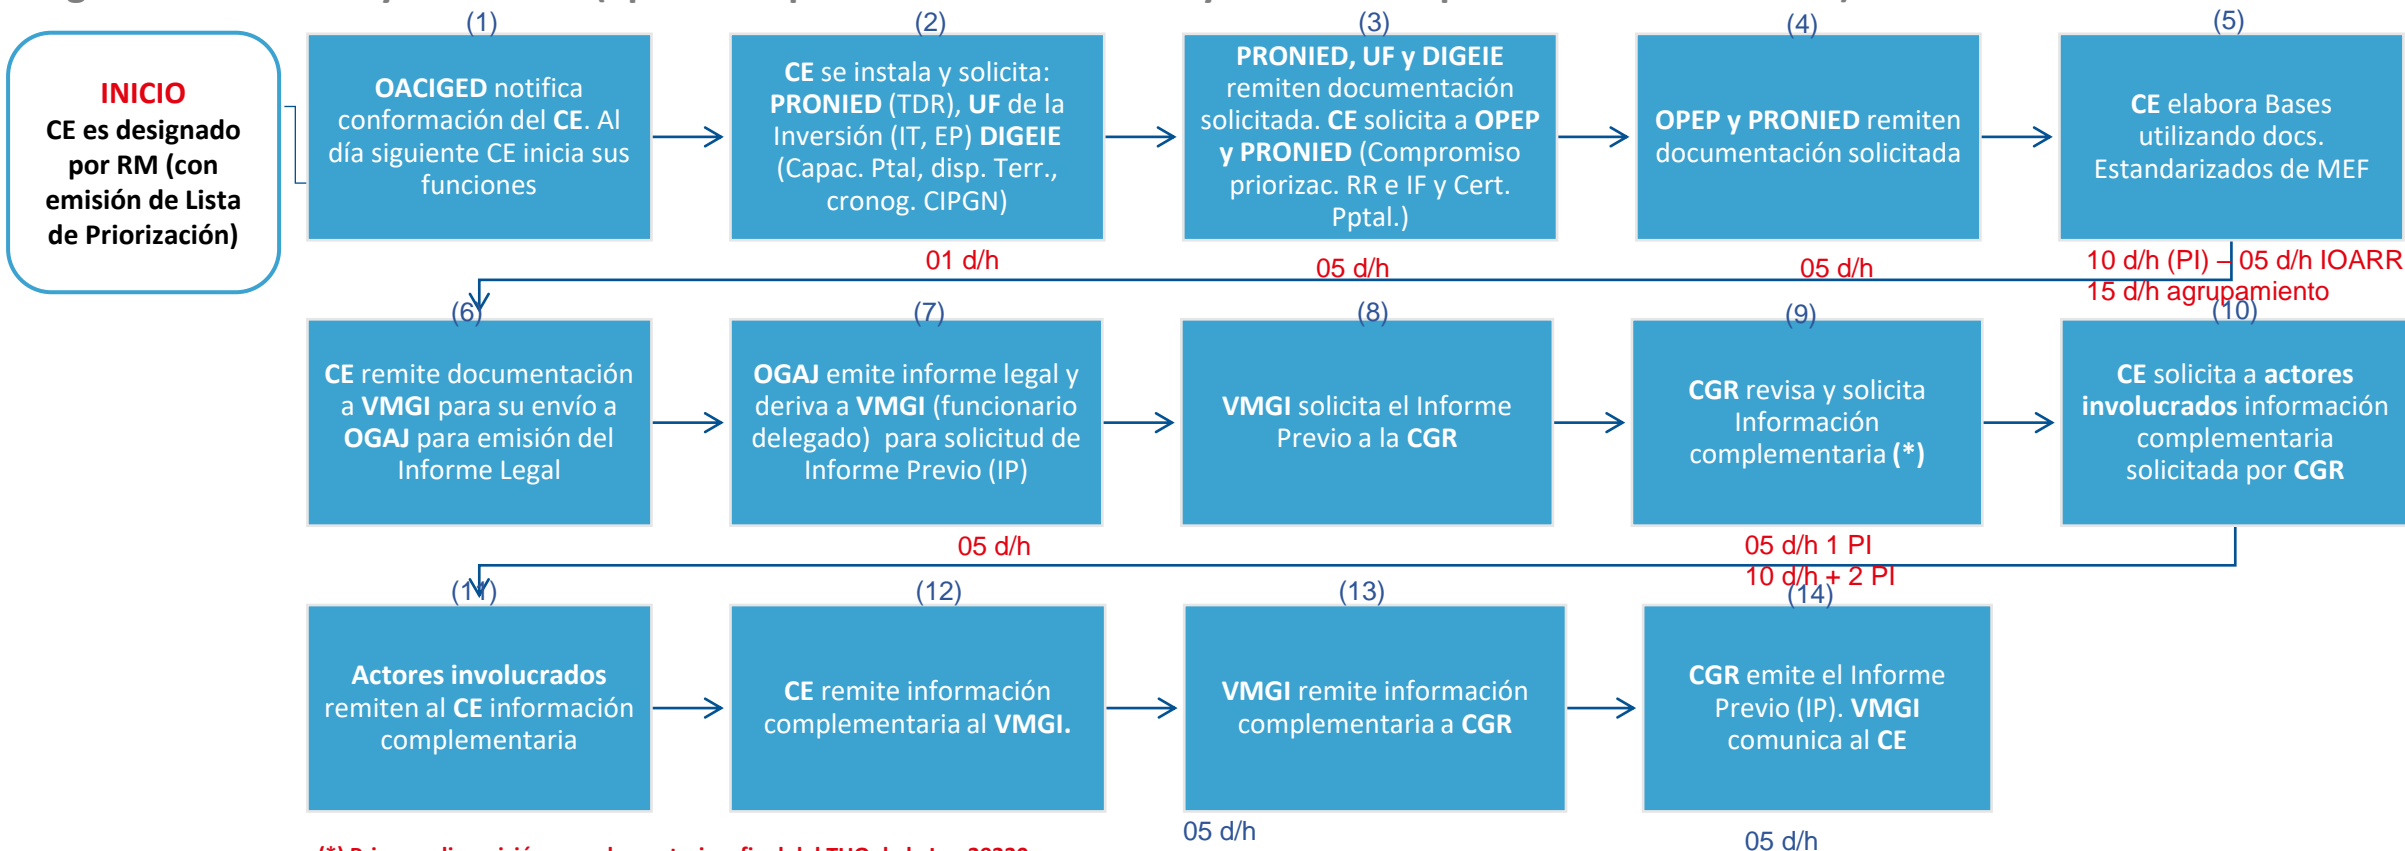 (1)
(2)
(3)
(4)
(5)
INICIO
CE es designado
por RM (con
emisión de Lista
de Priorización)
OACIGED notifica
conformación del CE. Al
día siguiente CE inicia sus
funciones
CE se instala y solicita:
PRONIED (TDR), UF de la
Inversión (IT, EP) DIGEIE
(Capac. Ptal, disp. Terr.,
cronog. CIPGN)
PRONIED, UF y DIGEIE
remiten documentación
solicitada. CE solicita a OPEP
y PRONIED (Compromiso
priorizac. RR e IF y Cert.
Pptal.)
OPEP y PRONIED remiten
documentación solicitada
CE elabora Bases
utilizando docs.
Estandarizados de MEF
01 d/h
05 d/h
05 d/h
10 d/h (PI) – 05 d/h IOARR
15 d/h agrupamiento
(6)
(7)
(8)
(9)
(10)
CE remite documentación
a VMGI para su envío a
OGAJ para emisión del
Informe Legal
OGAJ emite informe legal y
deriva a VMGI (funcionario
delegado) para solicitud de
Informe Previo (IP)
VMGI solicita el Informe
Previo a la CGR
CGR revisa y solicita
Información
complementaria (*)
CE solicita a actores
involucrados información
complementaria
solicitada por CGR
05 d/h
05 d/h 1 PI
10 d/h + 2 PI
(11)
(12)
(13)
(14)
Actores involucrados
remiten al CE información
complementaria
CE remite información
complementaria al VMGI.
VMGI remite información
complementaria a CGR
CGR emite el Informe
Previo (IP). VMGI
comunica al CE
05 d/h
05 d/h